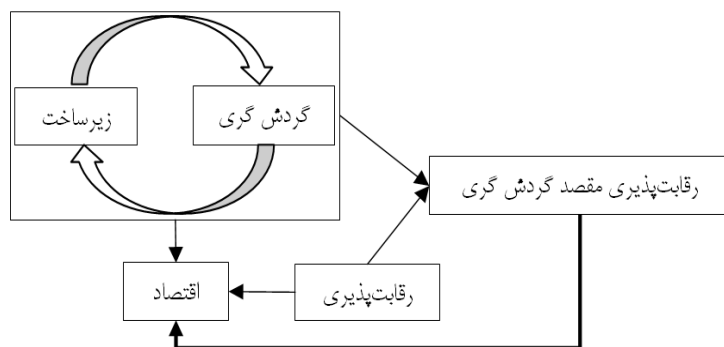 گردش گری
زیرساخت
رقابت‌پذیری مقصد گردش گری
رقابت‌پذیری
اقتصاد